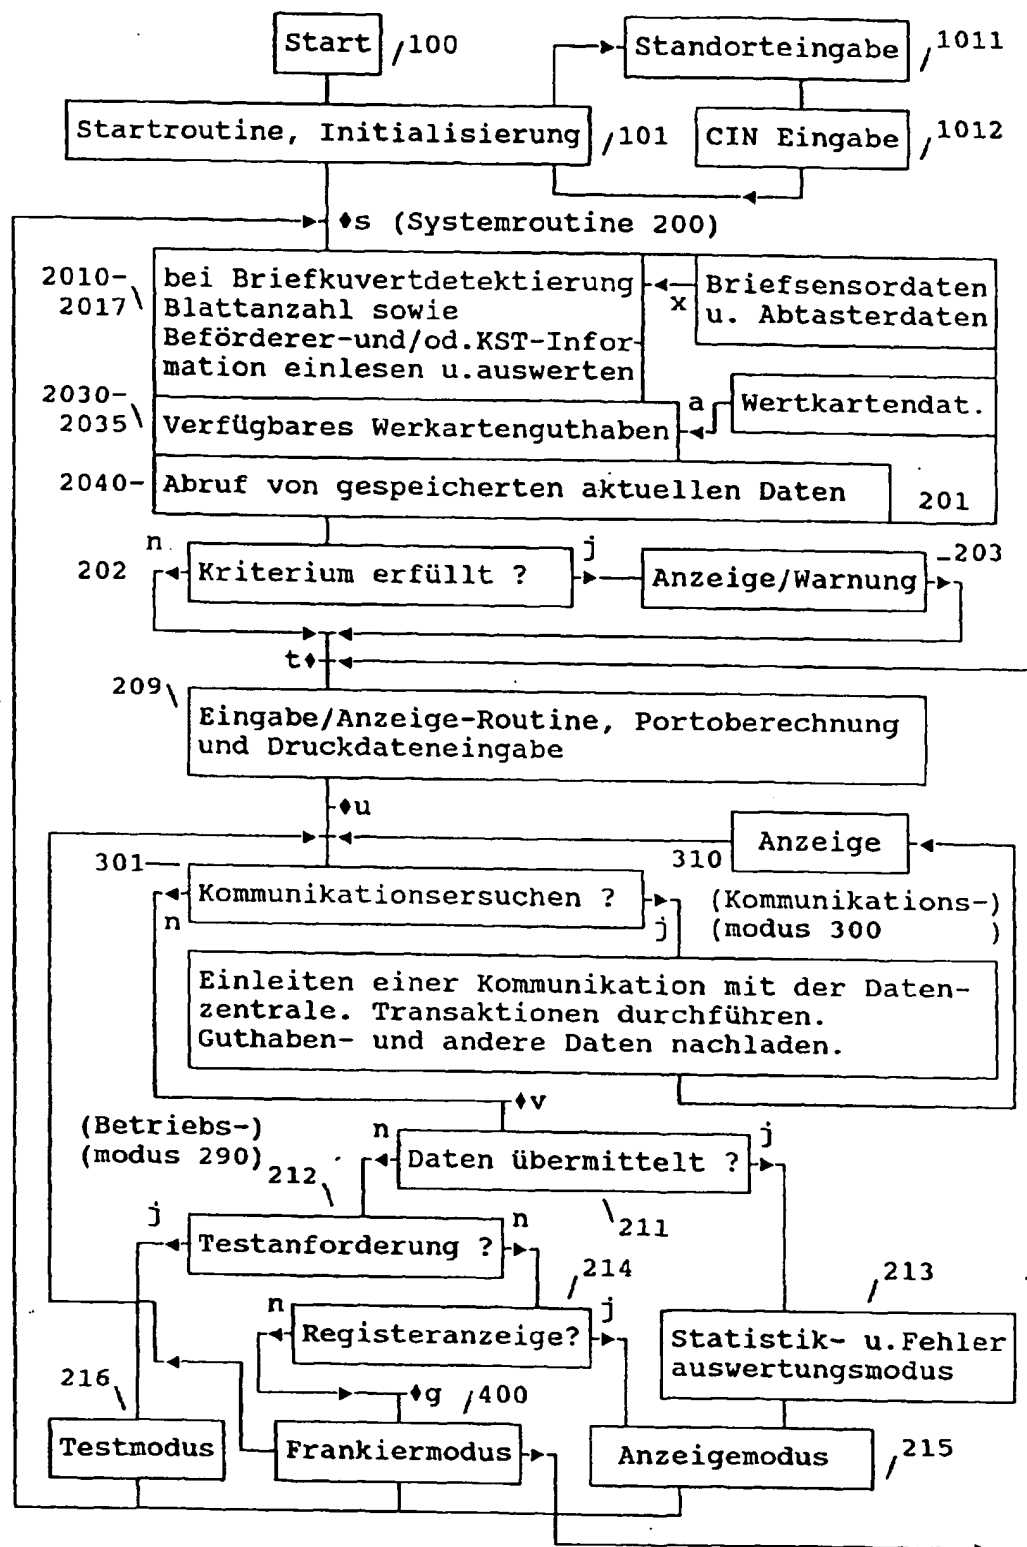 Start /100
Standorteingabe /1011
Startroutine, Initialisierung /101
CIN Eingabe /1012
♦s (Systemroutine 200)
2010-
2017\
bei Briefkuvertdetektierung
Blattanzahl sowie
Beförderer-und/od.KST-Infor-
mation einlesen u.auswerten
x
Briefsensordaten
u. Abtasterdaten
2030-
2035\
Verfügbares Werkartenguthaben
a
Wertkartendat.
2040-
Abruf von gespeicherten aktuellen Daten
201
n
202
Kriterium erfüllt ?
j
Anzeige/Warnung
203
t♦
209\
Eingabe/Anzeige-Routine, Portoberechnung
und Druckdateneingabe
♦u
Anzeige
310
301
Kommunikationsersuchen ?
n
j
(Kommunikations-)
(modus 300 )
Einleiten einer Kommunikation mit der Daten-
zentrale. Transaktionen durchführen.
Guthaben- und andere Daten nachladen.
♦v
(Betriebs-)
(modus 290)
n
Daten übermittelt ?
j
\211
212
\
j
Testanforderung ?
n
/214
/213
n
Registeranzeige?
j
Statistik- u.Fehler
auswertungsmodus
216\
♦g /400
Testmodus
Frankiermodus
Anzeigemodus
/215